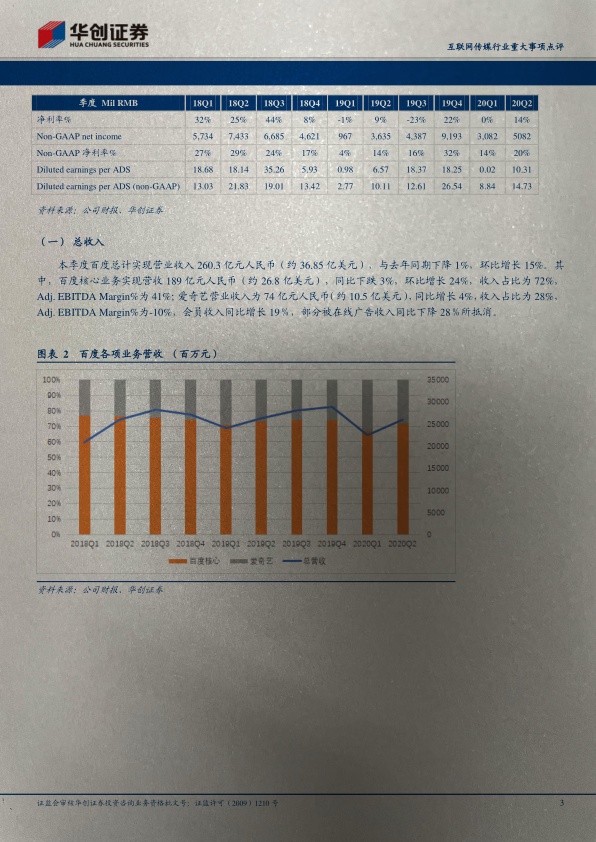 华创证券
HUA CHUANG SECURITIES
互联网传媒行业重大事项点评
季度 Mil RMB 18Q1 18Q2 18Q3 18Q4 19Q1 19Q2 19Q3 19Q4 20Q1 20Q2
净利率% 32% 25% 44% 8% -1% 9% -23% 22% 0% 14%
Non-GAAP net income 5,734 7,433 6,685 4,621 967 3,635 4,387 9,193 3,082 5082
Non-GAAP 净利率% 27% 29% 24% 17% 4% 14% 16% 32% 14% 20%
Diluted earnings per ADS 18.68 18.14 35.26 5.93 0.98 6.57 18.37 18.25 0.02 10.31
Diluted earnings per ADS (non-GAAP) 13.03 21.83 19.01 13.42 2.77 10.11 12.61 26.54 8.84 14.73
资料来源：公司财报、华创证券
（一）总收入
本季度百度总计实现营业收入 260.3 亿元人民币（约 36.85 亿美元），与去年同期下降 1%，环比增长 15%。其
中，百度核心业务实现营收 189 亿元人民币（约 26.8 亿美元），同比下跌 3%，环比增长 24%，收入占比为 72%，
Adj. EBITDA Margin%为 41%；爱奇艺营业收入为 74 亿元人民币(约 10.5 亿美元)，同比增长 4%，收入占比为 28%，
Adj. EBITDA Margin%为-10%，会员收入同比增长 19%，部分被在线广告收入同比下降 28%所抵消。
图表 2 百度各项业务营收 （百万元）
100% 35000
90% 30000
80% 25000
70% 20000
60% 15000
50% 10000
40% 5000
30% 0
20%
10%
0%
2018Q1 2018Q2 2018Q3 2018Q4 2019Q1 2019Q2 2019Q3 2019Q4 2020Q1 2020Q2
百度核心 爱奇艺 总营收
资料来源：公司财报、华创证券
证监会审核华创证券投资咨询业务资格批文号：证监许可（2009）1210 号 3